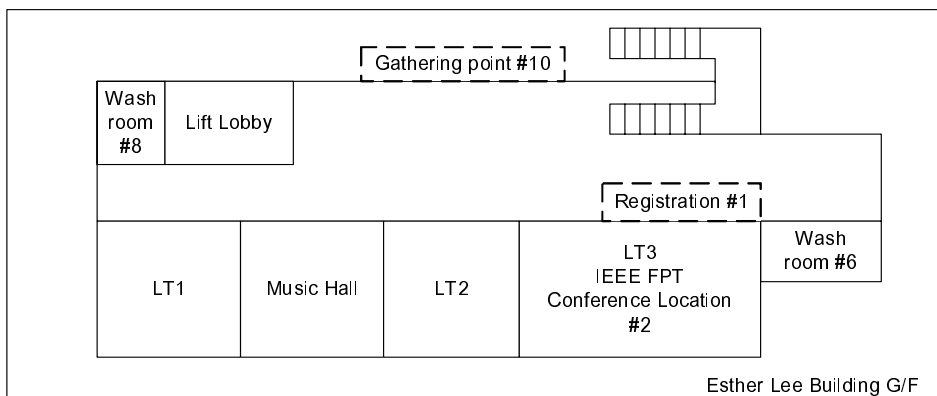 Gathering point #10
Wash
room
#8
Lift Lobby
Registration #1
LT1
Music Hall
LT2
LT3
IEEE FPT
Conference Location
#2
Wash
room #6
Esther Lee Building G/F